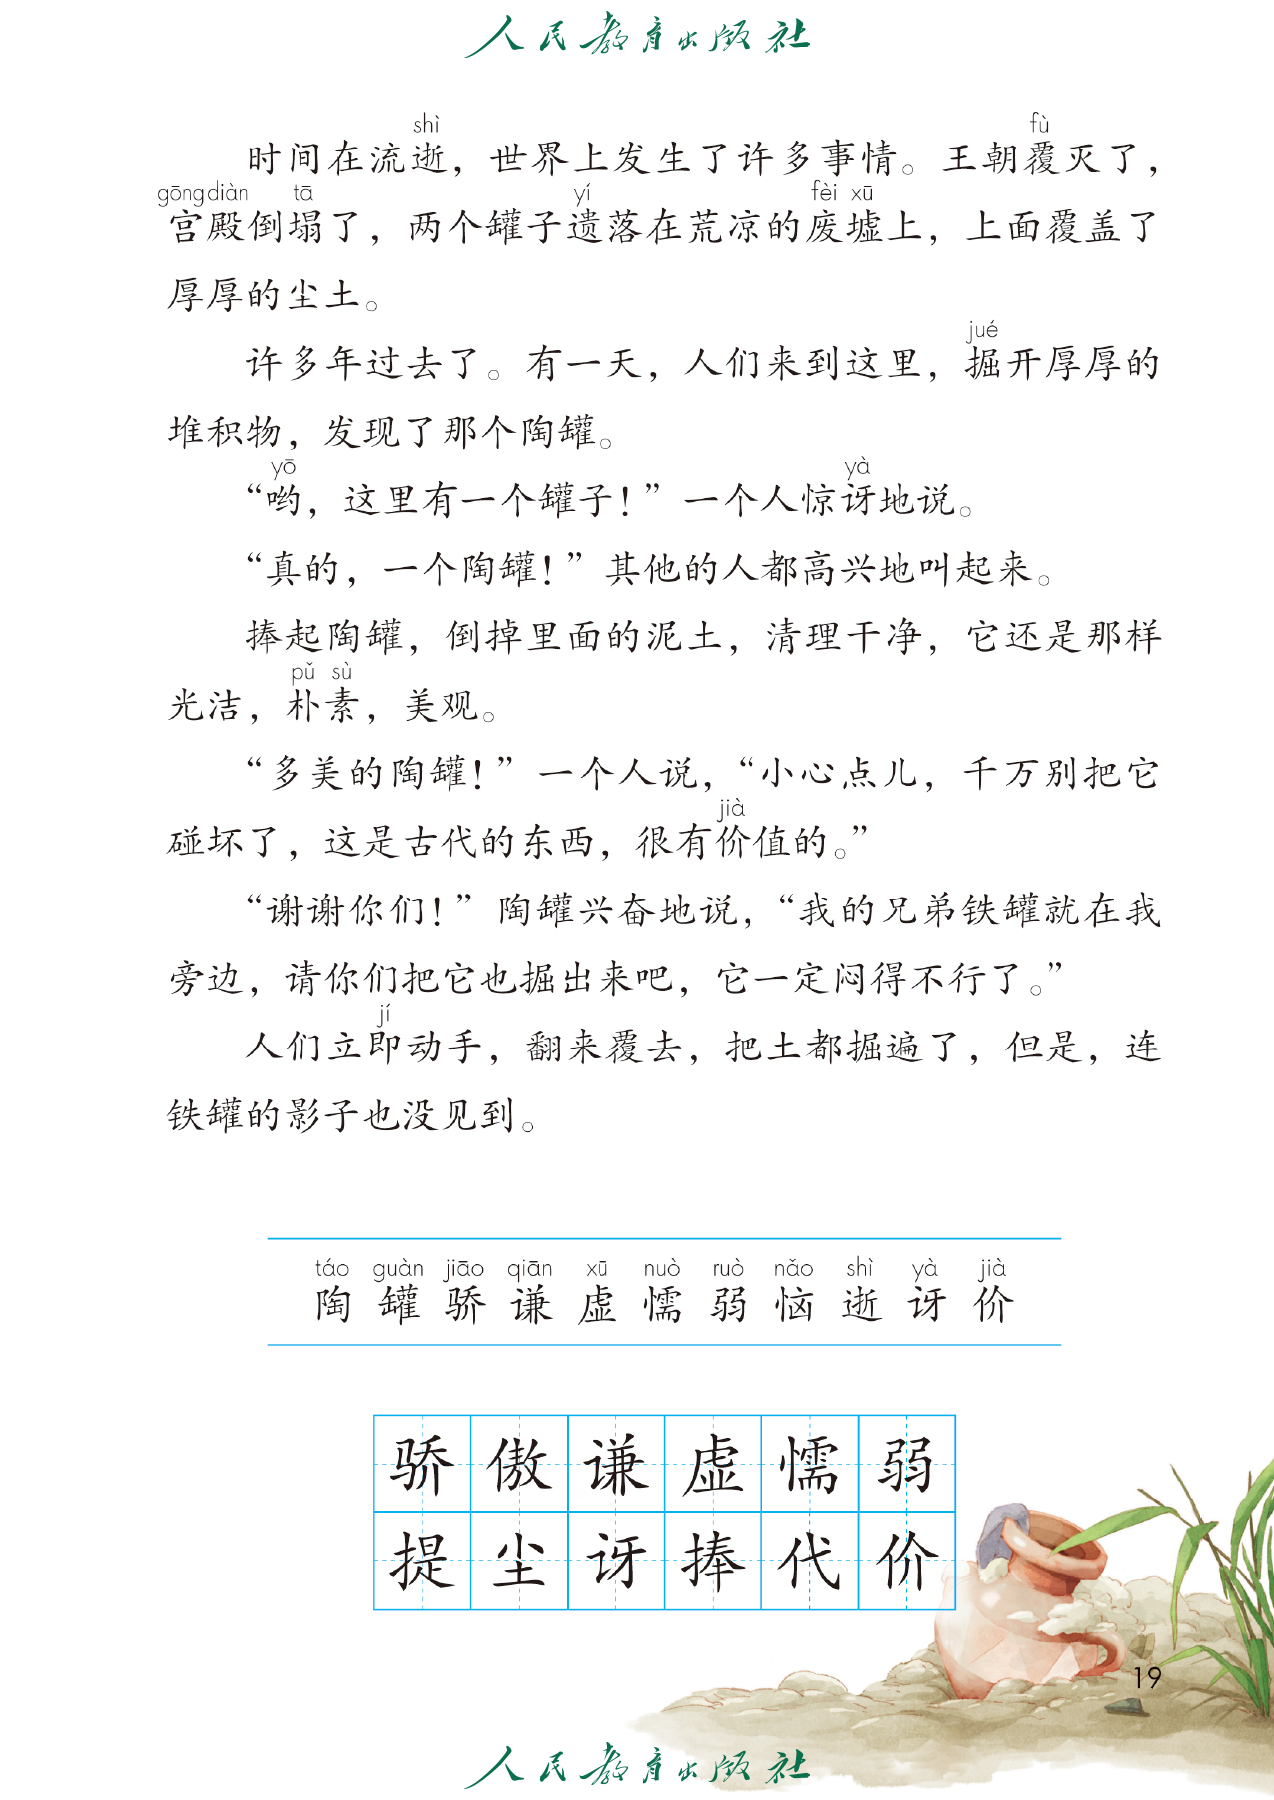 人民教育出版社
shì fù
时间在流逝，世界上发生了许多事情。王朝覆灭了，
gōng diàn tā yí fèi xū
宫殿倒塌了，两个罐子遗落在荒凉的废墟上，上面覆盖了
厚厚的尘土。
jué
许多年过去了。有一天，人们来到这里，掘开厚厚的
堆积物，发现了那个陶罐。
yō yà
“哟，这里有一个罐子！”一个人惊讶地说。
“真的，一个陶罐！”其他的人都高兴地叫起来。
捧起陶罐，倒掉里面的泥土，清理干净，它还是那样
pǔ sù
光洁，朴素，美观。
“多美的陶罐！”一个人说，“小心点儿，千万别把它
jià
碰坏了，这是古代的东西，很有价值的。”
“谢谢你们！”陶罐兴奋地说，“我的兄弟铁罐就在我
旁边，请你们把它也掘出来吧，它一定闷得不行了。”
jí
人们立即动手，翻来覆去，把土都掘遍了，但是，连
铁罐的影子也没见到。
táo guàn jiāo qiān xū nuò ruò nǎo shì yà jià
陶 罐 骄 谦 虚 懦 弱 恼 逝 讶 价
骄 傲 谦 虚 懦 弱
提 尘 讶 捧 代 价
19
人民教育出版社